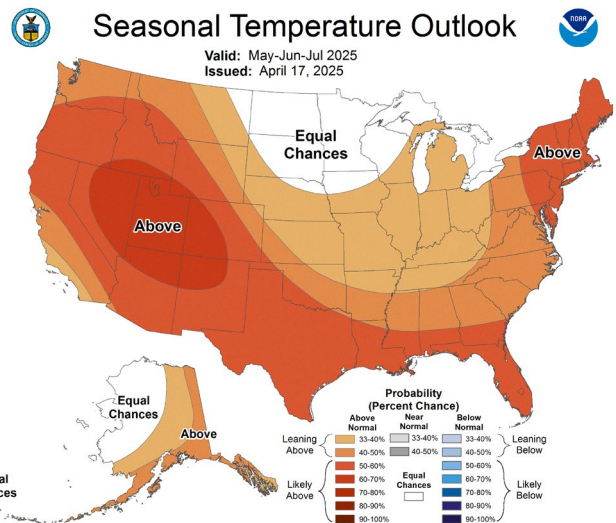 Seasonal Temperature Outlook
NOAA
Valid: May-Jun-Jul 2025
Issued: April 17, 2025
Equal
Chances
Above
Above
Equal
Chances
Above
al
ces
Probability
(Percent Chance)
Above
Normal
Near
Normal
Below
Normal
Leaning
Above
33-40%
40-50%
33-40%
40-50%
33-40%
40-50%
Leaning
Below
Likely
Above
50-60%
60-70%
70-80%
80-90%
90-100%
Equal
Chances
50-60%
60-70%
70-80%
80-90%
90-100%
Likely
Below